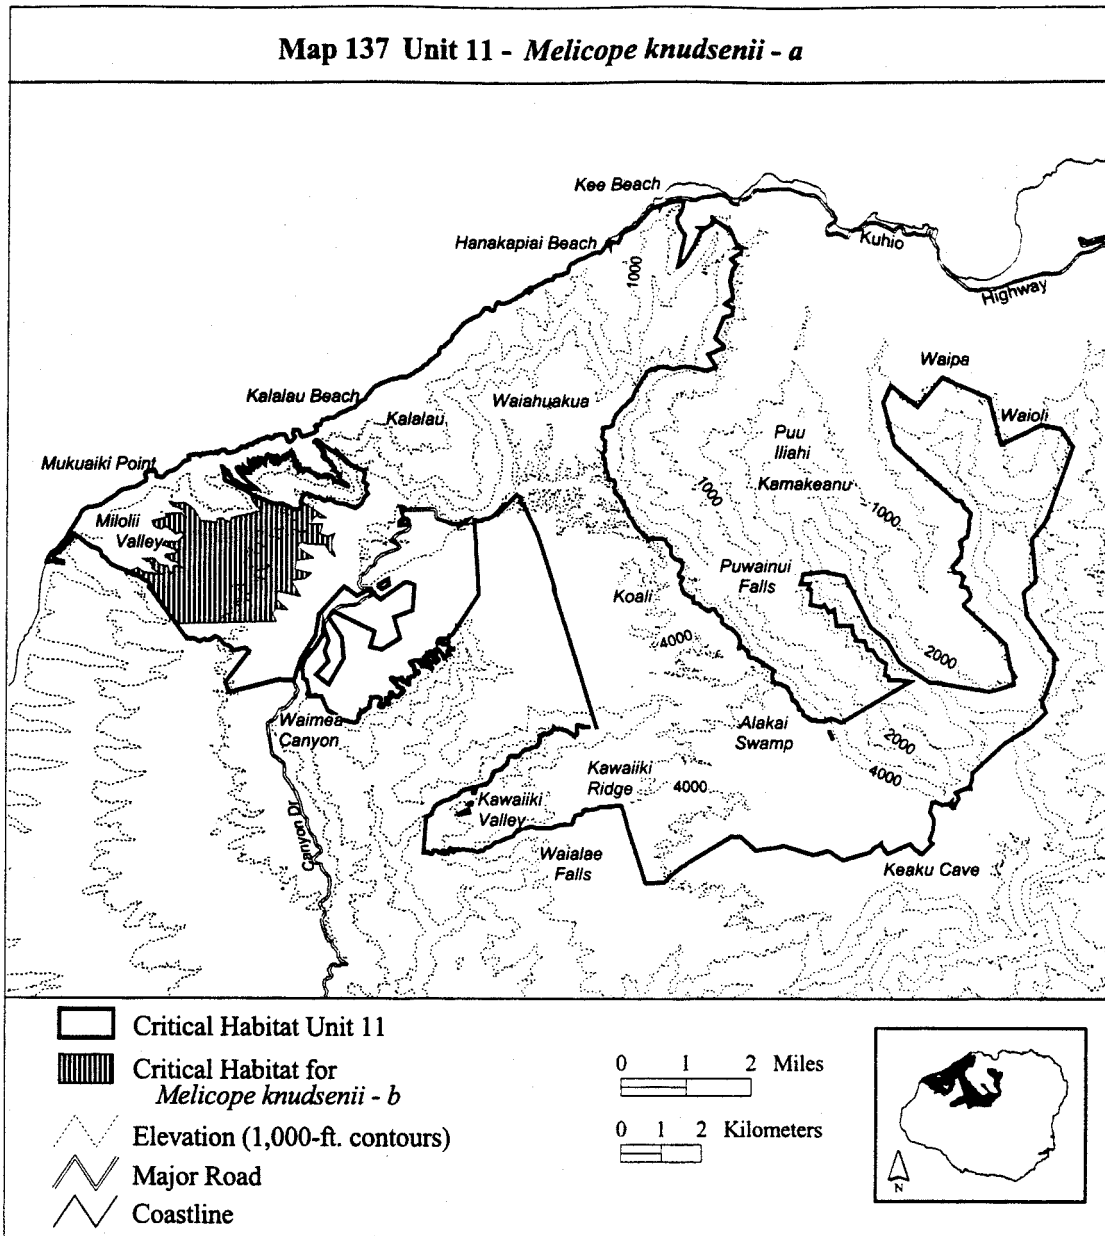 Map 137 Unit 11 - Melicope knudsenii - a
Kee Beach
Hanakapiai Beach
Kuhio
Highway
1000
Waipa
Kalalau Beach
Kalalau
Waiahuakua
Waioli
Puu
Iliahi
Mukuaiki Point
Kamakeanu
1000
1000
Milolii
Valley
Puwainui
Falls
Koali
4000
2000
Waimea
Canyon
Alakai
Swamp
2000
4000
Kawaiiki
Ridge
4000
Kawaiiki
Valley
Canyon Dr
Waialae
Falls
Keaku Cave
Critical Habitat Unit 11
Critical Habitat for
Melicope knudsenii - b
Elevation (1,000-ft. contours)
Major Road
Coastline
0 1 2 Miles
0 1 2 Kilometers
N